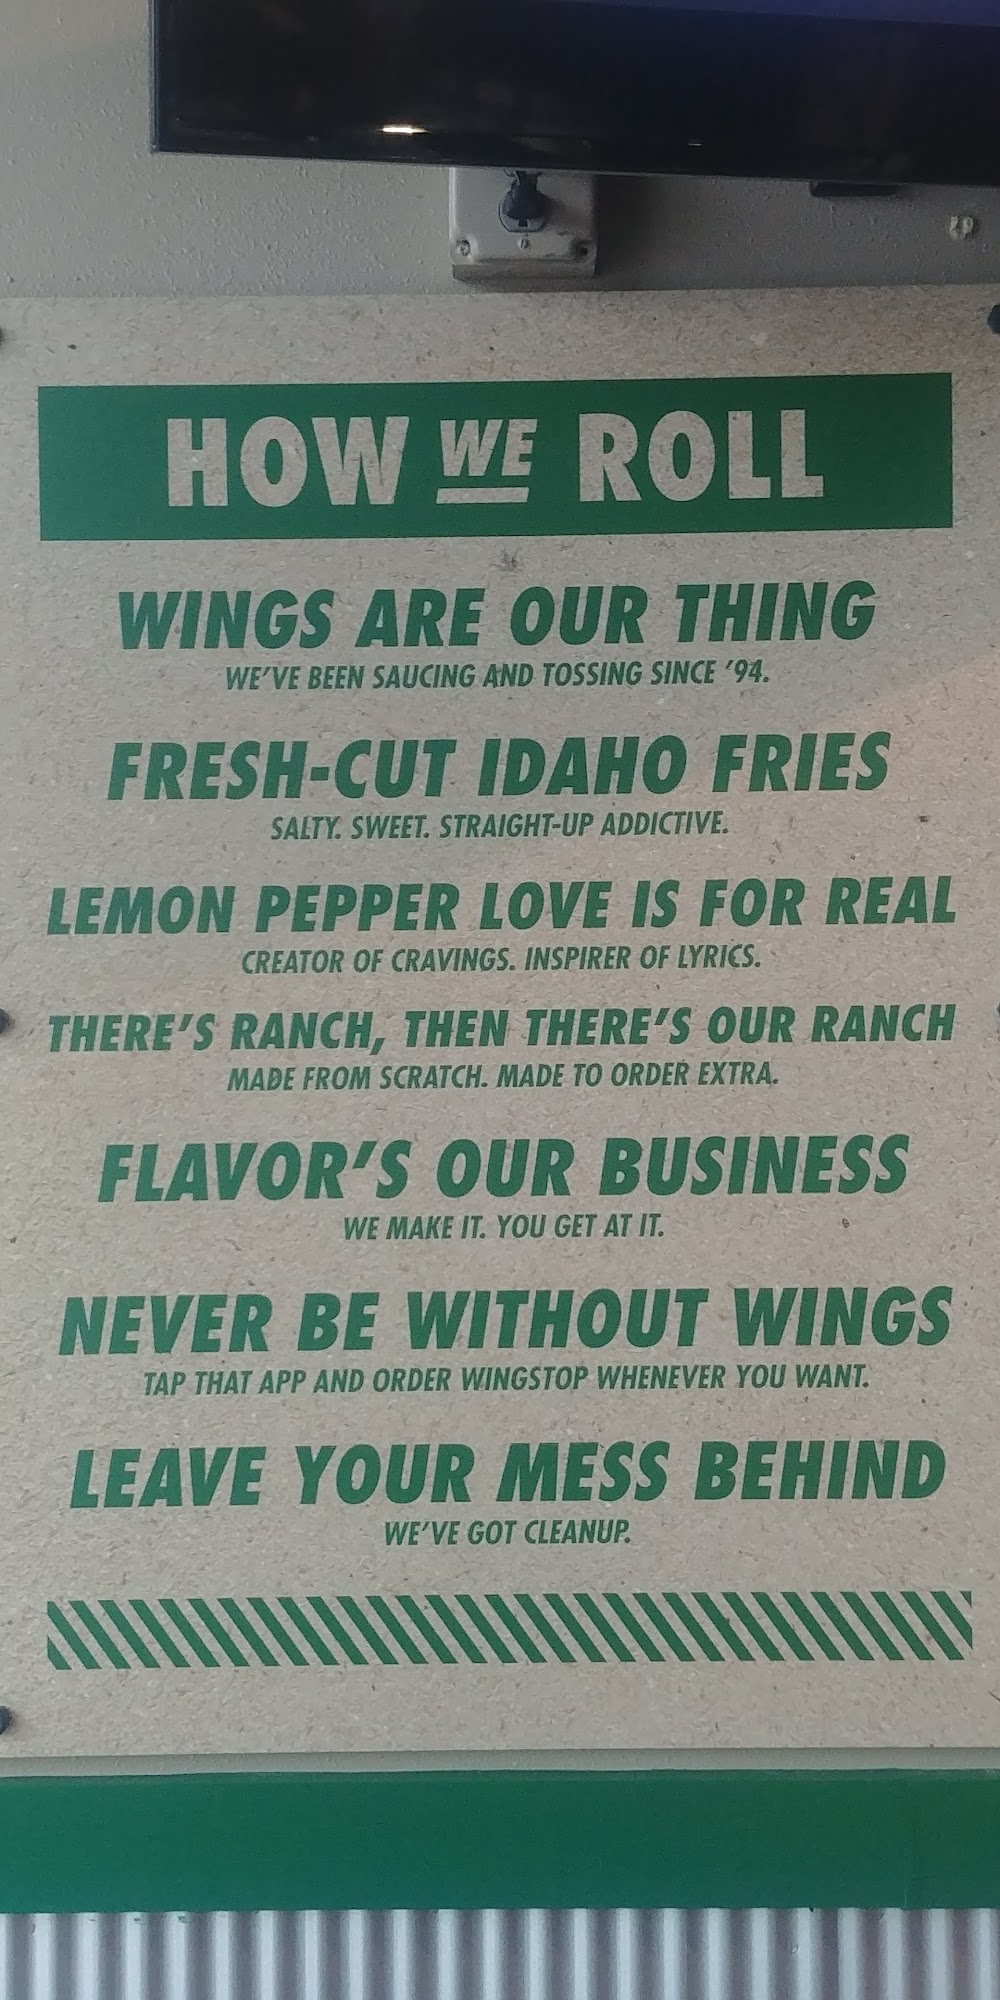 HOW WE ROLL
WINGS ARE OUR THING
WE'VE BEEN SAUCING AND TOSSING SINCE '94.
FRESH-CUT IDAHO FRIES
SALTY. SWEET. STRAIGHT-UP ADDICTIVE.
LEMON PEPPER LOVE IS FOR REAL
CREATOR OF CRAVINGS. INSPIRER OF LYRICS.
THERE'S RANCH, THEN THERE'S OUR RANCH
MADE FROM SCRATCH. MADE TO ORDER EXTRA.
FLAVOR'S OUR BUSINESS
WE MAKE IT. YOU GET AT IT.
NEVER BE WITHOUT WINGS
TAP THAT APP AND ORDER WINGSTOP WHENEVER YOU WANT.
LEAVE YOUR MESS BEHIND
WE'VE GOT CLEANUP.